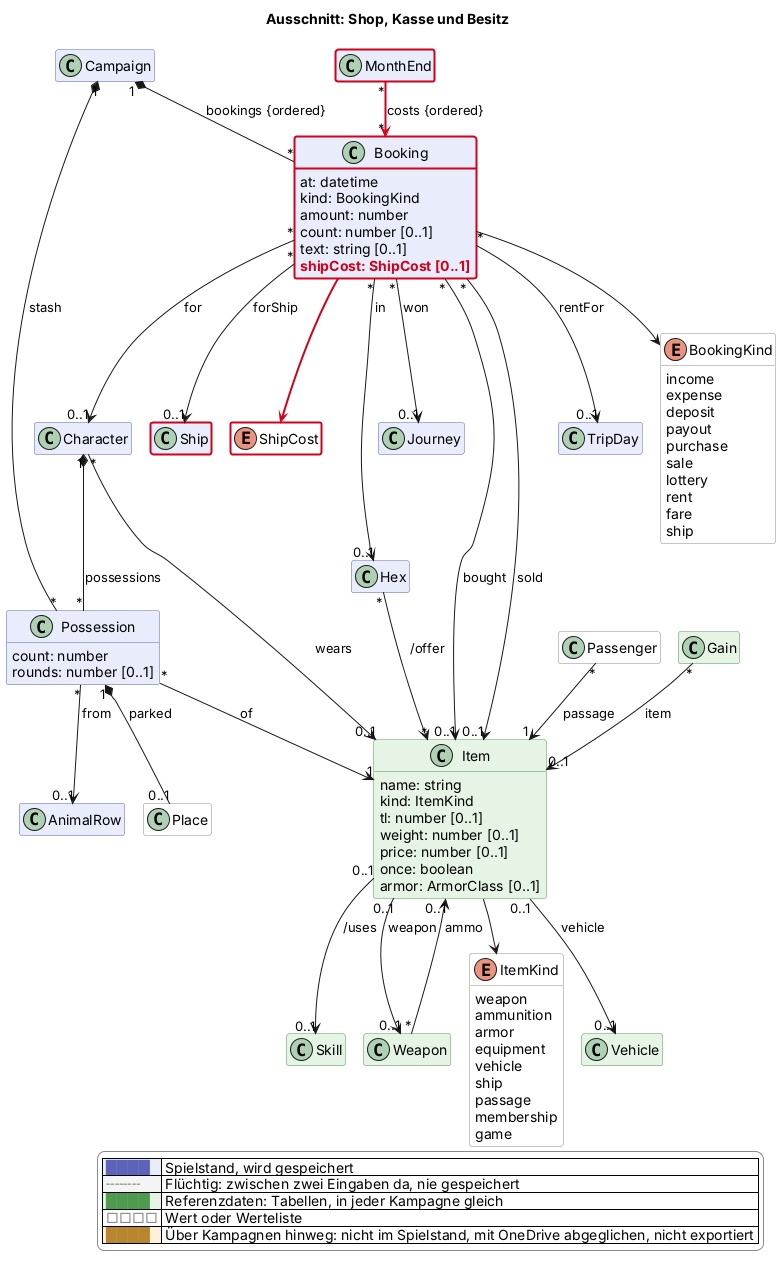 Ausschnitt: Shop, Kasse und Besitz
C Campaign
C MonthEnd
1
1
*
bookings {ordered}
costs {ordered}
*
*
C Booking
at: datetime
kind: BookingKind
amount: number
count: number [0..1]
text: string [0..1]
shipCost: ShipCost [0..1]
*
*
*
*
*
*
*
stash
for
forShip
in
won
rentFor
E BookingKind
income
expense
deposit
payout
purchase
sale
lottery
rent
fare
ship
0..1
0..1
0..1
0..1
C Character
C Ship
E ShipCost
C Journey
C TripDay
1
*
0..1
C Hex
possessions
bought
sold
*
*
*
C Possession
count: number
rounds: number [0..1]
wears
/offer
C Passenger
C Gain
*
*
*
*
1
from
parked
of
passage
item
0..1
*
0..1
0..1
1
0..1
1
C Item
name: string
kind: ItemKind
tl: number [0..1]
weight: number [0..1]
price: number [0..1]
once: boolean
armor: ArmorClass [0..1]
0..1
0..1
C AnimalRow
C Place
0..1
0..1
0..1
0..1
/uses
weapon
ammo
vehicle
E ItemKind
weapon
ammunition
armor
equipment
vehicle
ship
passage
membership
game
0..1
0..1
*
0..1
C Skill
C Weapon
C Vehicle
Spielstand, wird gespeichert
-------- Flüchtig: zwischen zwei Eingaben da, nie gespeichert
Referenzdaten: Tabellen, in jeder Kampagne gleich
Wert oder Werteliste
Über Kampagnen hinweg: nicht im Spielstand, mit OneDrive abgeglichen, nicht exportiert